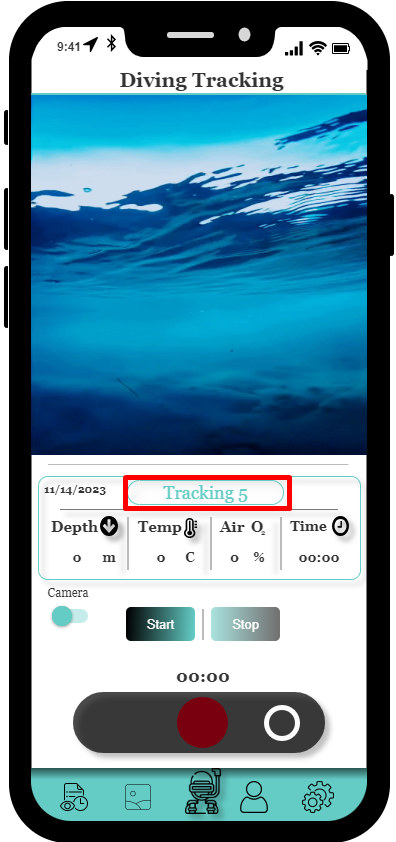 9:41
Diving Tracking
11/14/2023 Tracking 5
Depth Temp Air O₂ Time
0 m 0 C 0 % 00:00
Camera
Start Stop
00:00